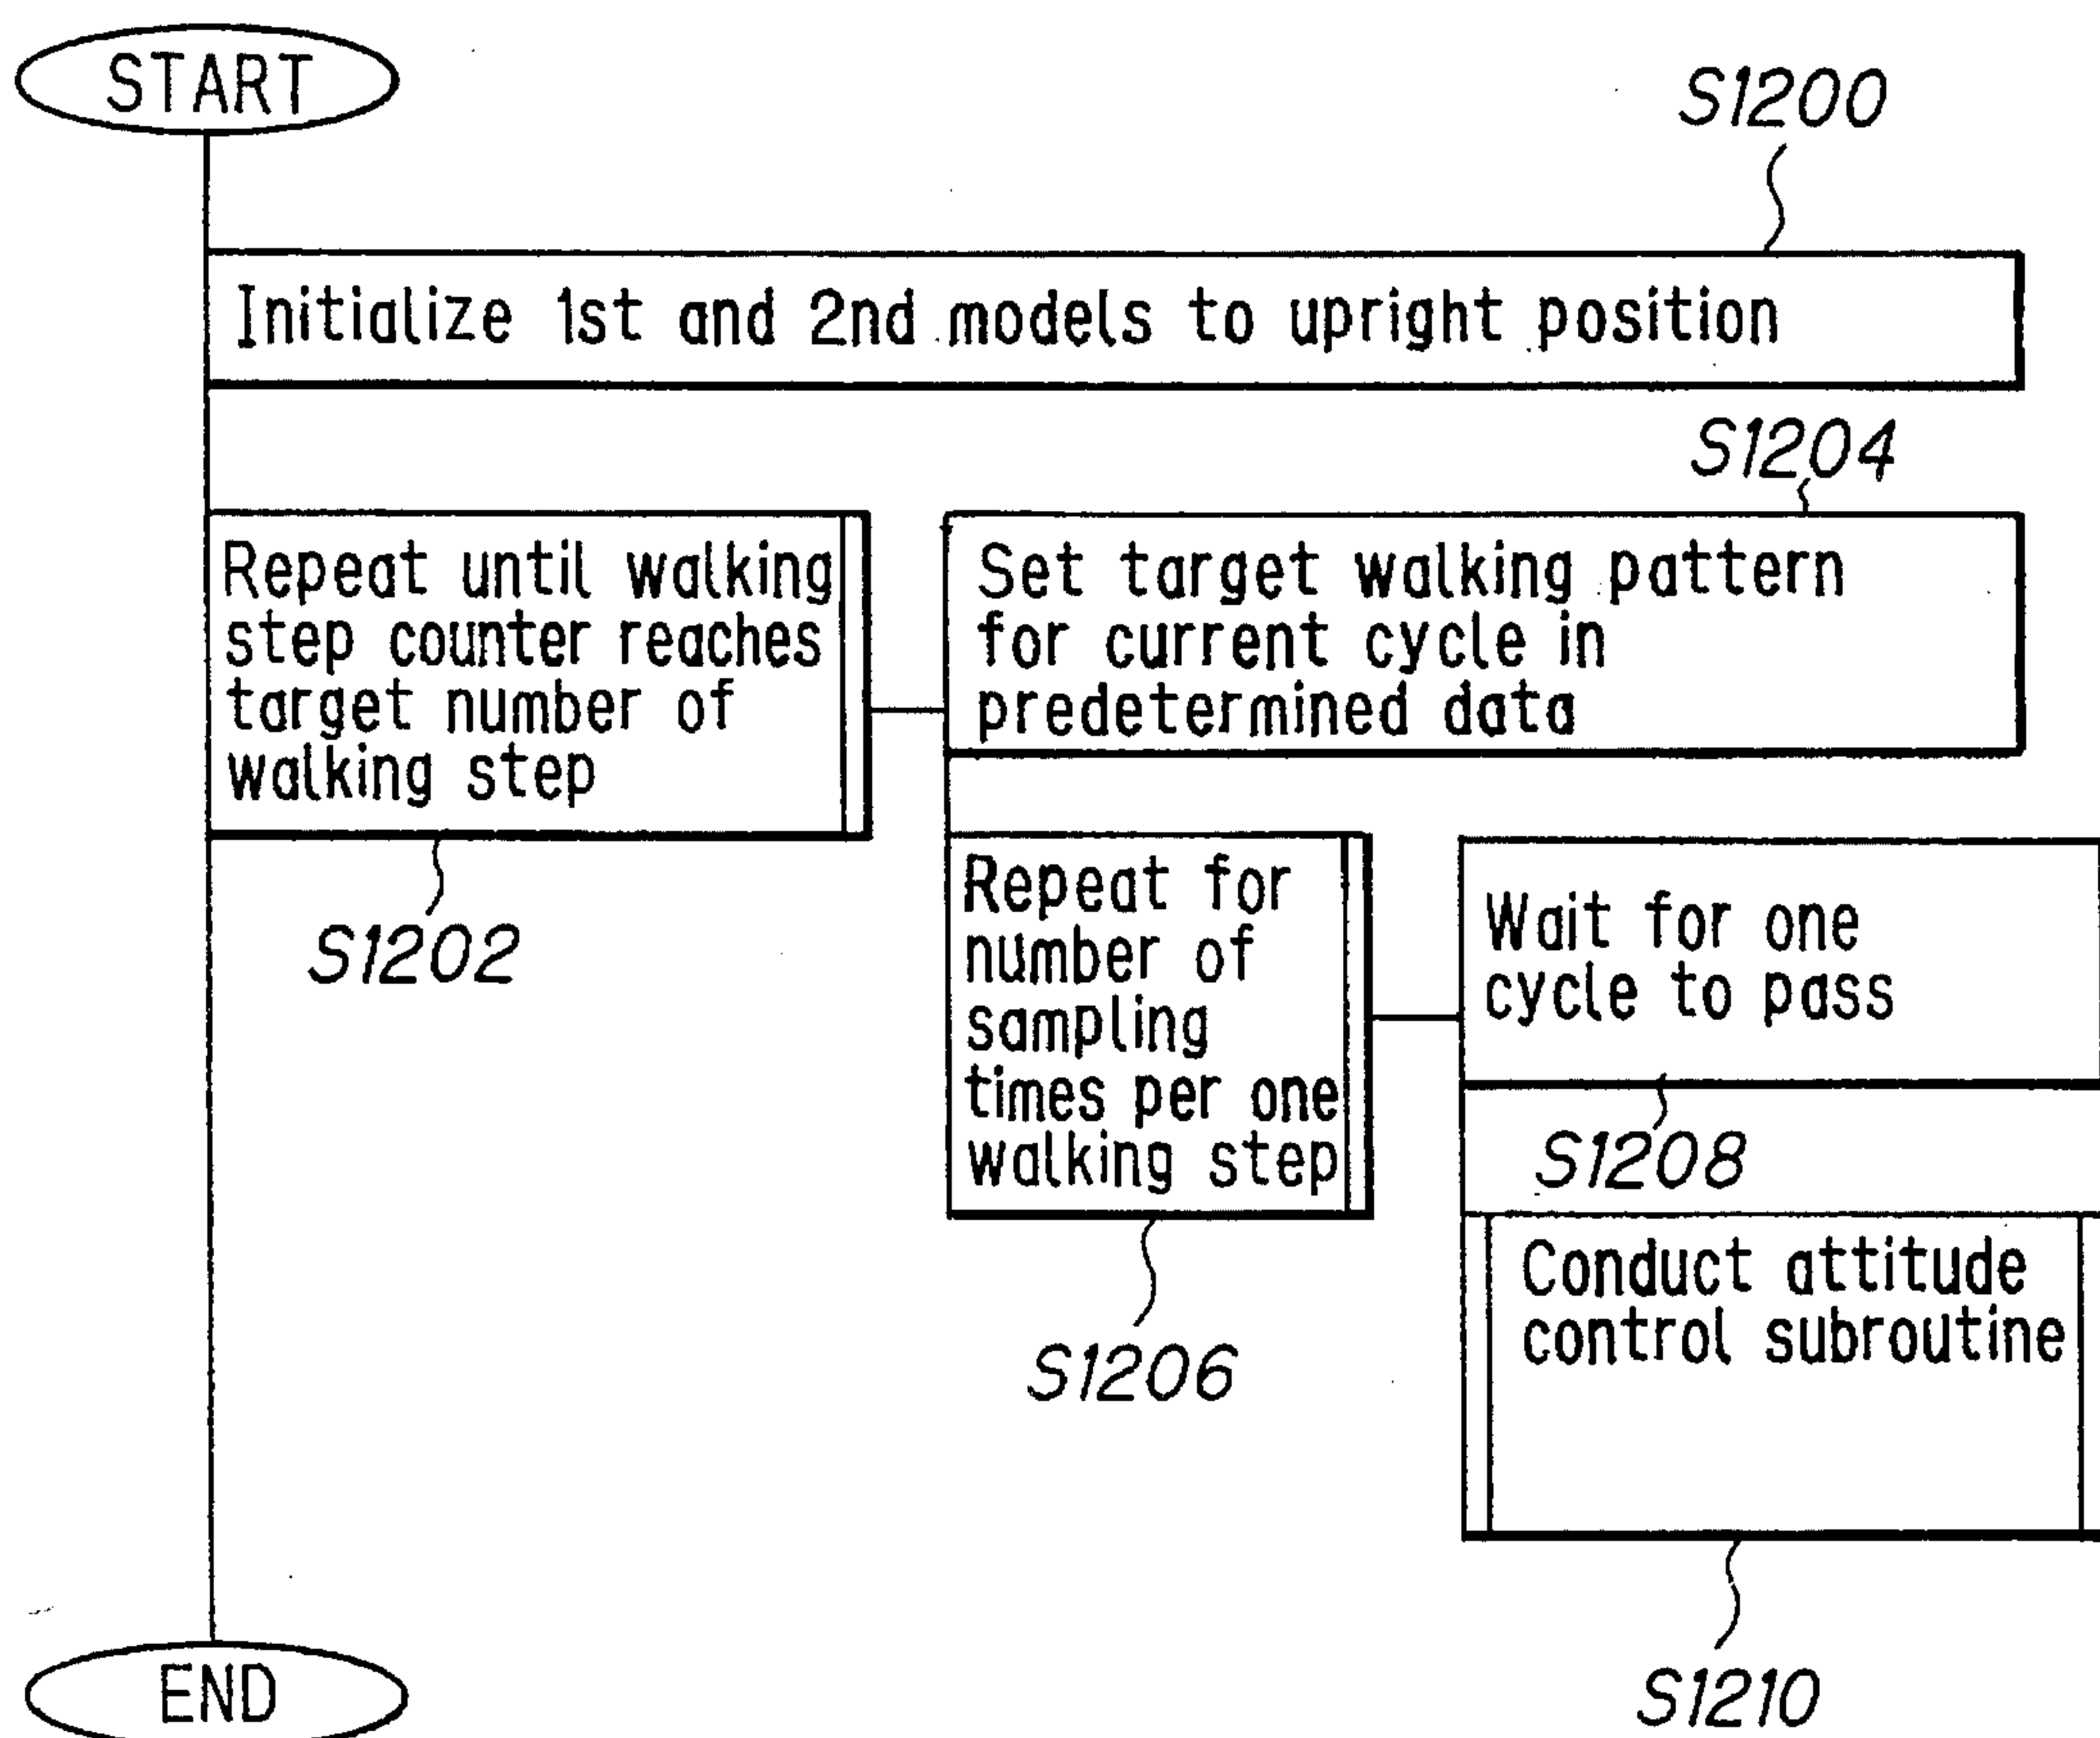 START
S1200
Initialize 1st and 2nd models to upright position
S1204
Repeat until walking
step counter reaches
target number of
walking step
S1202
Set target walking pattern
for current cycle in
predetermined data
Repeat for
number of
sampling
times per one
walking step
S1206
Wait for one
cycle to pass
S1208
Conduct attitude
control subroutine
S1210
END